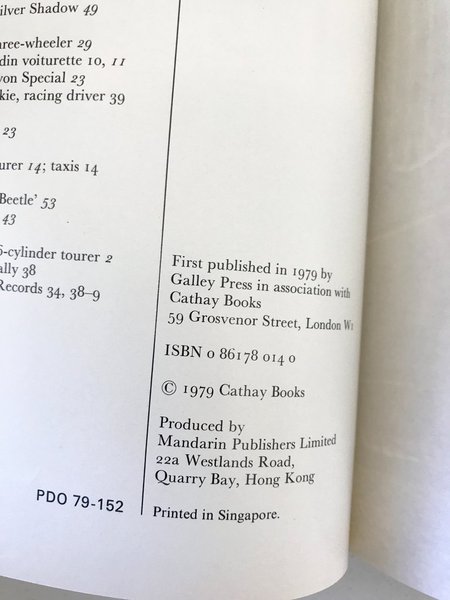 ilver Shadow 49
ree-wheeler 29
din voiturette 10, 11
on Special 23
kie, racing driver 39
23
urer 14; taxis 14
Beetle' 53
43
6-cylinder tourer 2
ally 38
Records 34, 38–9
First published in 1979 by
Galley Press in association with
Cathay Books
59 Grosvenor Street, London W1
ISBN 0 86178 014 0
© 1979 Cathay Books
Produced by
Mandarin Publishers Limited
22a Westlands Road,
Quarry Bay, Hong Kong
PDO 79-152
Printed in Singapore.